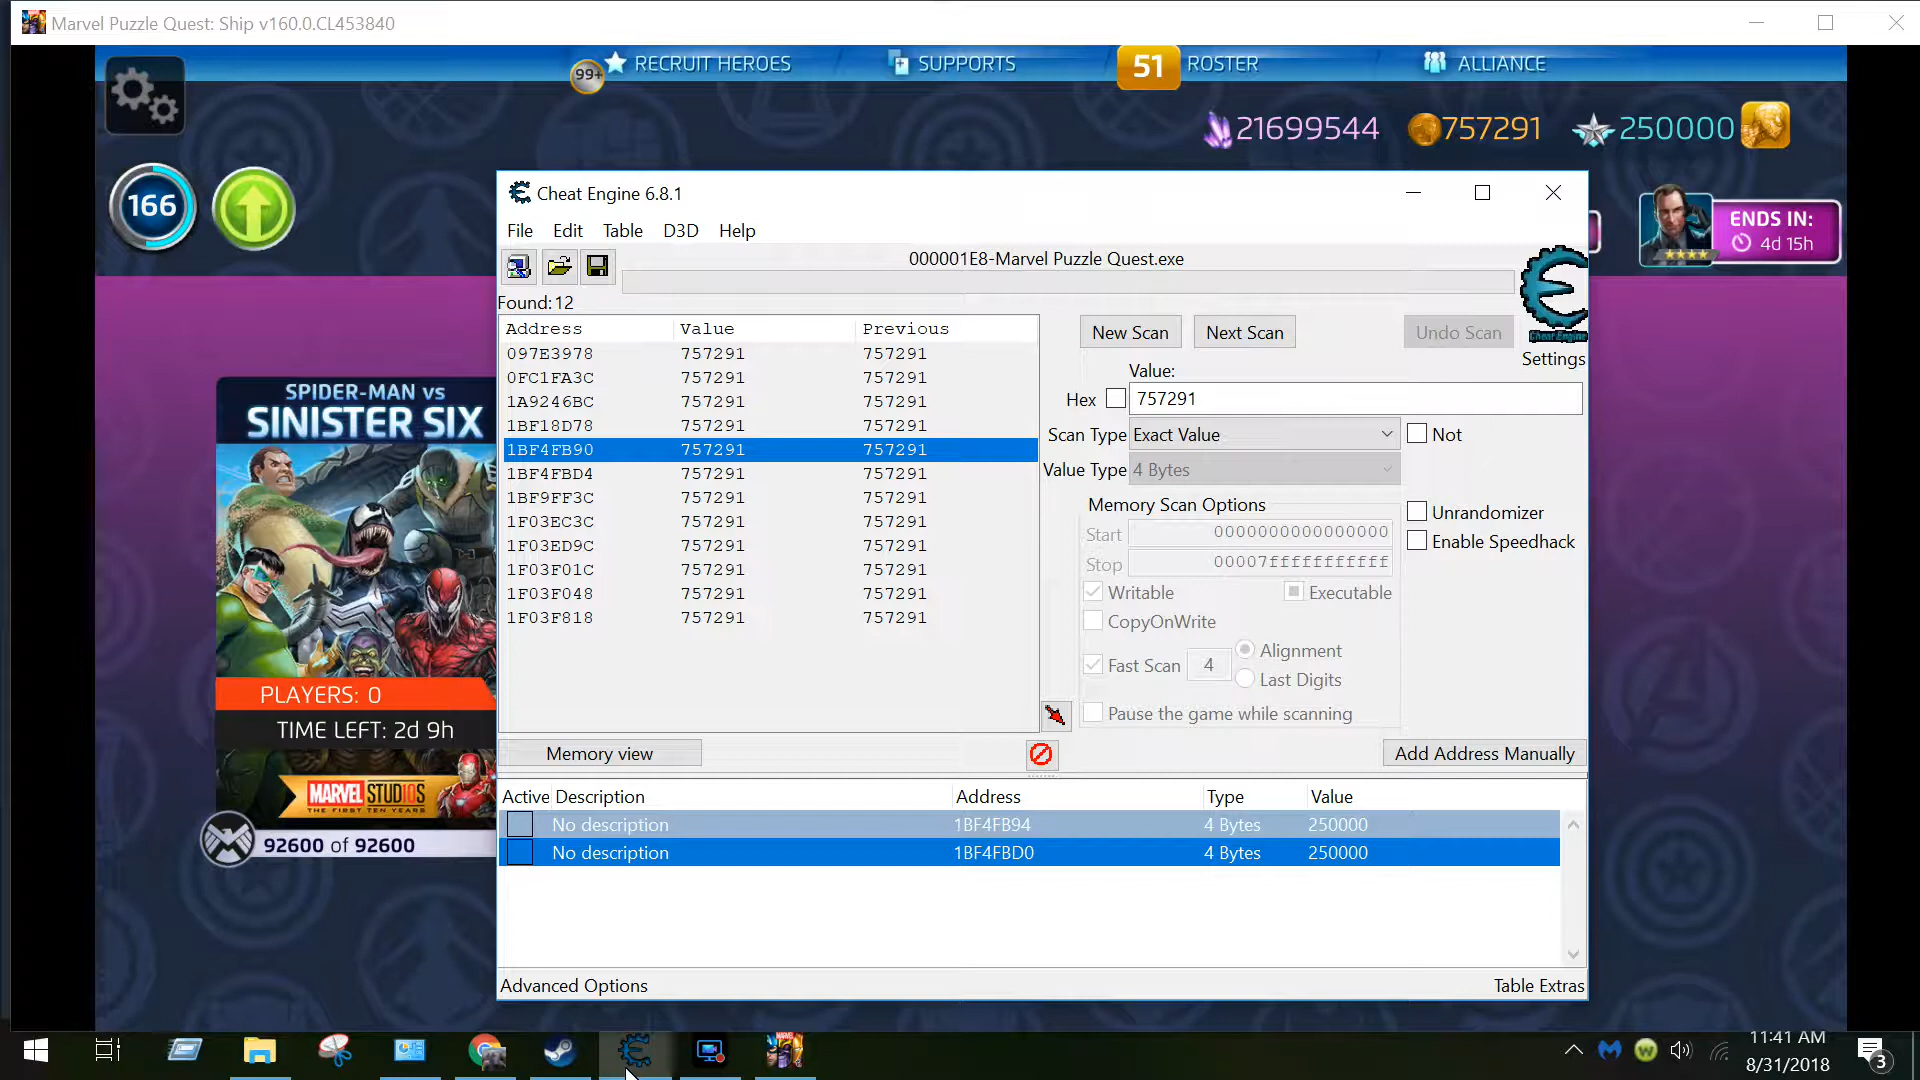 Marvel Puzzle Quest: Ship v160.0.CL453840
99+ RECRUIT HEROES SUPPORTS 51 ROSTER ALLIANCE
21699544 757291 250000
166
ENDS IN:
4d 15h
SPIDER-MAN vs
SINISTER SIX
PLAYERS: 0
TIME LEFT: 2d 9h
MARVEL STUDIOS
THE FIRST TEN YEARS
92600 of 92600
Cheat Engine 6.8.1
File Edit Table D3D Help
000001E8-Marvel Puzzle Quest.exe
Found:12
Address Value Previous
097E3978 757291 757291
0FC1FA3C 757291 757291
1A9246BC 757291 757291
1BF18D78 757291 757291
1BF4FB90 757291 757291
1BF4FBD4 757291 757291
1BF9FF3C 757291 757291
1F03EC3C 757291 757291
1F03ED9C 757291 757291
1F03F01C 757291 757291
1F03F048 757291 757291
1F03F818 757291 757291
New Scan Next Scan Undo Scan
Cheat Engine
Settings
Value:
Hex 757291
Scan Type Exact Value Not
Value Type 4 Bytes
Memory Scan Options
Start 0000000000000000
Stop 00007fffffffffff
Writable Executable
CopyOnWrite
Fast Scan 4 Alignment
Last Digits
Pause the game while scanning
Unrandomizer
Enable Speedhack
Memory view
Add Address Manually
Active Description Address Type Value
No description 1BF4FB94 4 Bytes 250000
No description 1BF4FBD0 4 Bytes 250000
Advanced Options Table Extras
11:41 AM
8/31/2018
3